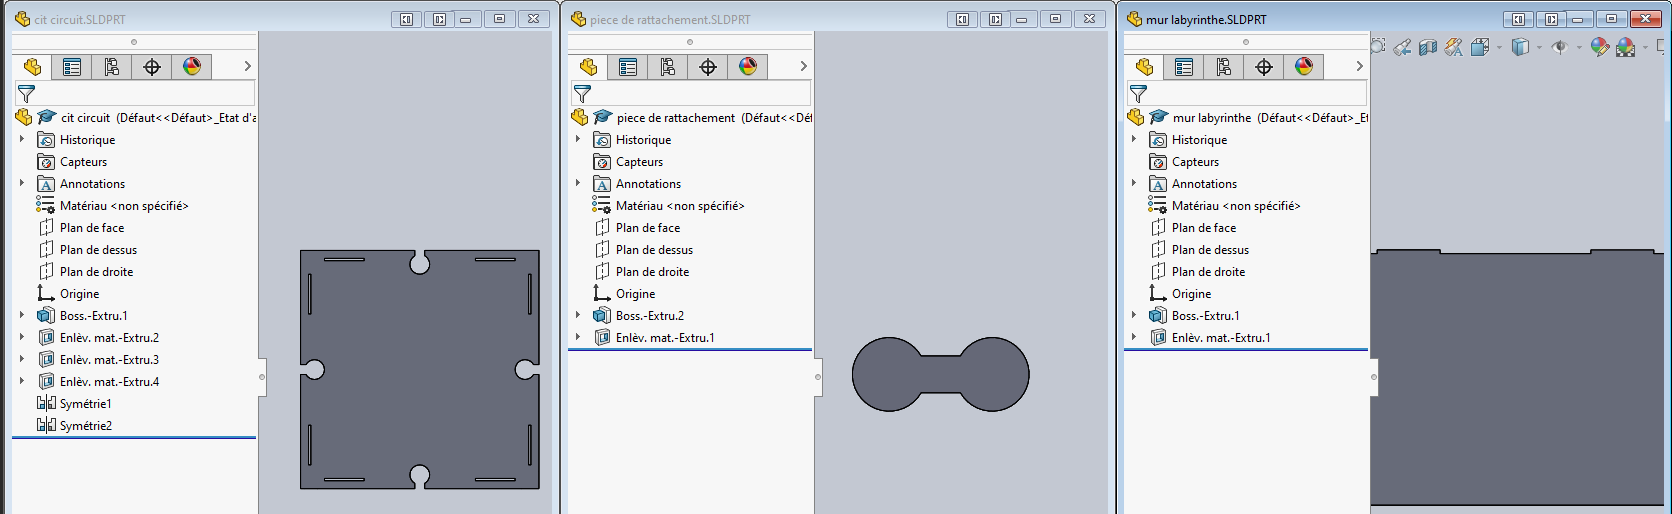 cit circuit.SLDPRT
cit circuit (Défaut<<Défaut>_Etat d'a
Historique
Capteurs
Annotations
Matériau <non spécifié>
Plan de face
Plan de dessus
Plan de droite
Origine
Boss.-Extru.1
Enlèv. mat.-Extru.2
Enlèv. mat.-Extru.3
Enlèv. mat.-Extru.4
Symétrie1
Symétrie2
piece de rattachement.SLDPRT
piece de rattachement (Défaut<<Déf
Historique
Capteurs
Annotations
Matériau <non spécifié>
Plan de face
Plan de dessus
Plan de droite
Origine
Boss.-Extru.2
Enlèv. mat.-Extru.1
mur labyrinthe.SLDPRT
mur labyrinthe (Défaut<<Défaut>_Et
Historique
Capteurs
Annotations
Matériau <non spécifié>
Plan de face
Plan de dessus
Plan de droite
Origine
Boss.-Extru.1
Enlèv. mat.-Extru.1